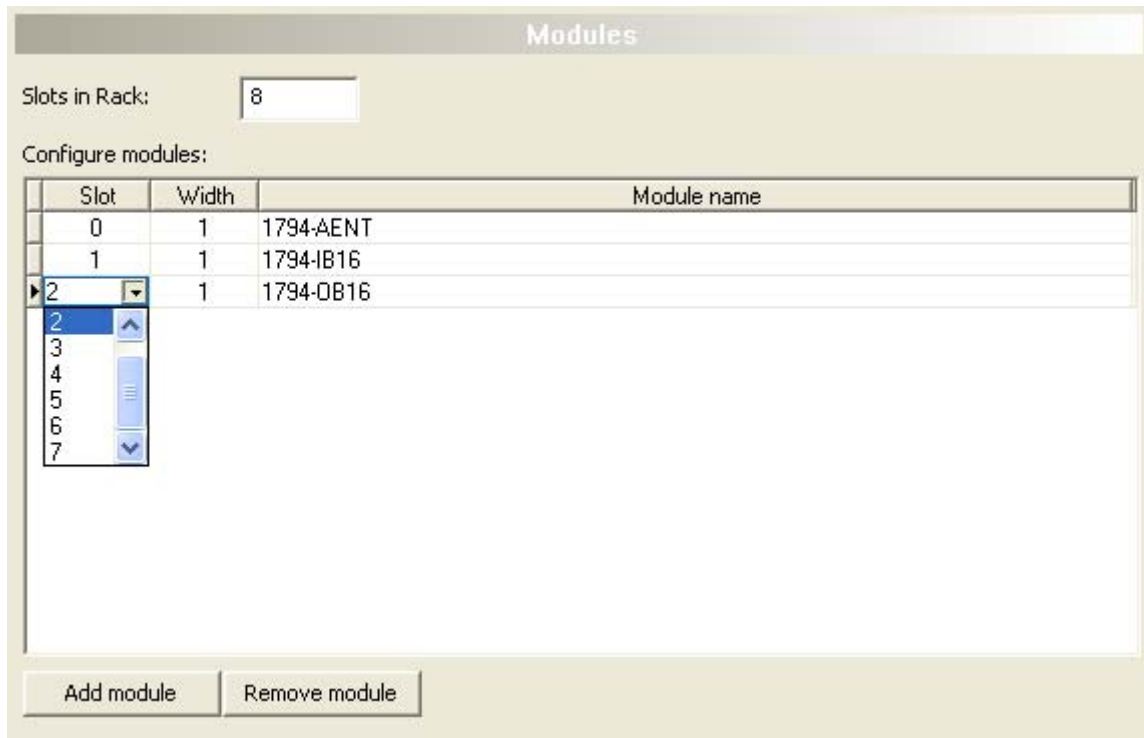 Modules
Slots in Rack: 8
Configure modules:
Slot Width Module name
0 1 1794-AENT
1 1 1794-IB16
2 1 1794-OB16
2
3
4
5
6
7
Add module Remove module